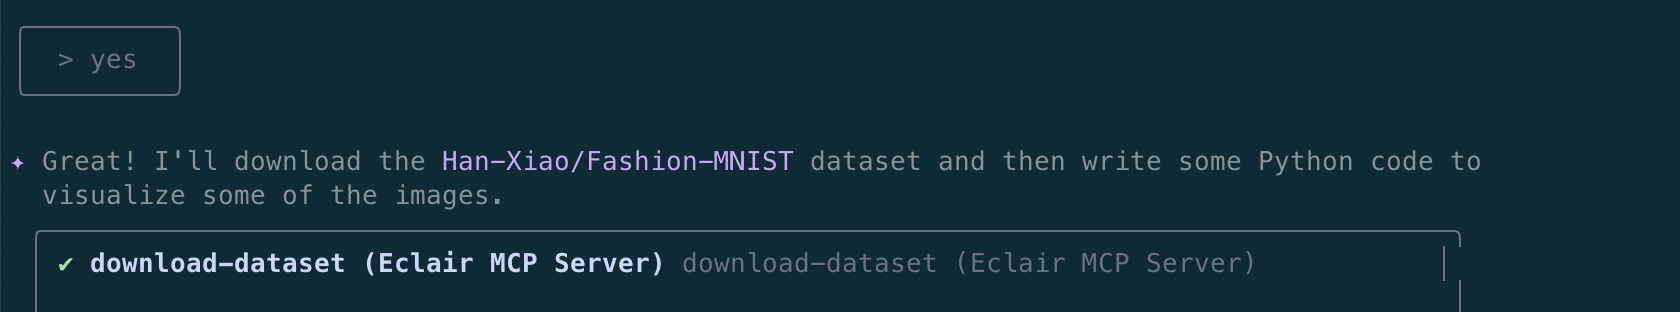 > yes
✦ Great! I'll download the Han-Xiao/Fashion-MNIST dataset and then write some Python code to
visualize some of the images.
✔ download-dataset (Eclair MCP Server) download-dataset (Eclair MCP Server)